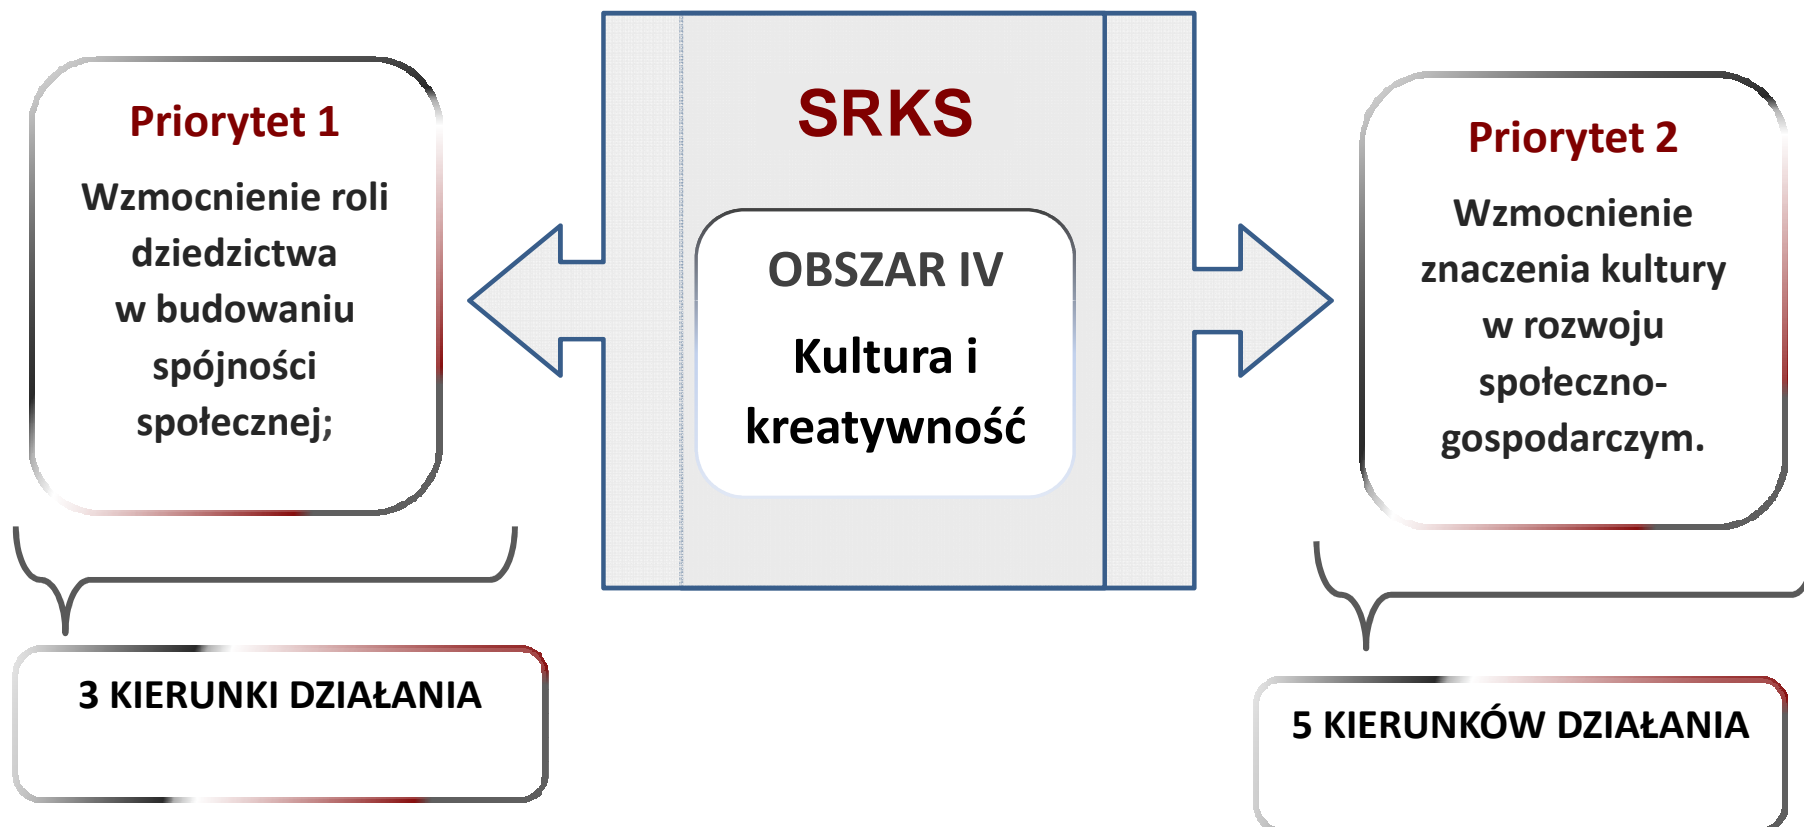 Priorytet 1
Wzmocnienie roli
dziedzictwa
w budowaniu
spójności
społecznej;
3 KIERUNKI DZIAŁANIA
SRKS
OBSZAR IV
Kultura i
kreatywność
Priorytet 2
Wzmocnienie
znaczenia kultury
w rozwoju
społeczno-
gospodarczym.
5 KIERUNKÓW DZIAŁANIA